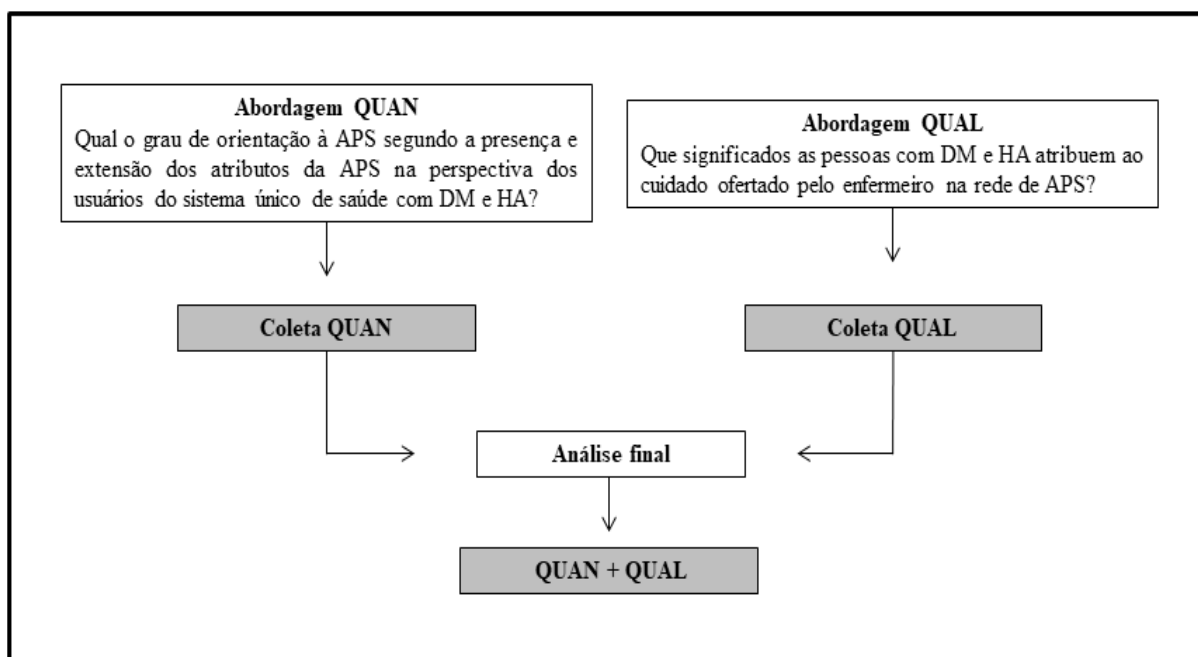 Abordagem QUAN
Qual o grau de orientação à APS segundo a presença e
extensão dos atributos da APS na perspectiva dos
usuários do sistema único de saúde com DM e HA?
Abordagem QUAL
Que significados as pessoas com DM e HA atribuem ao
cuidado ofertado pelo enfermeiro na rede de APS?
Coleta QUAN
Coleta QUAL
Análise final
QUAN + QUAL